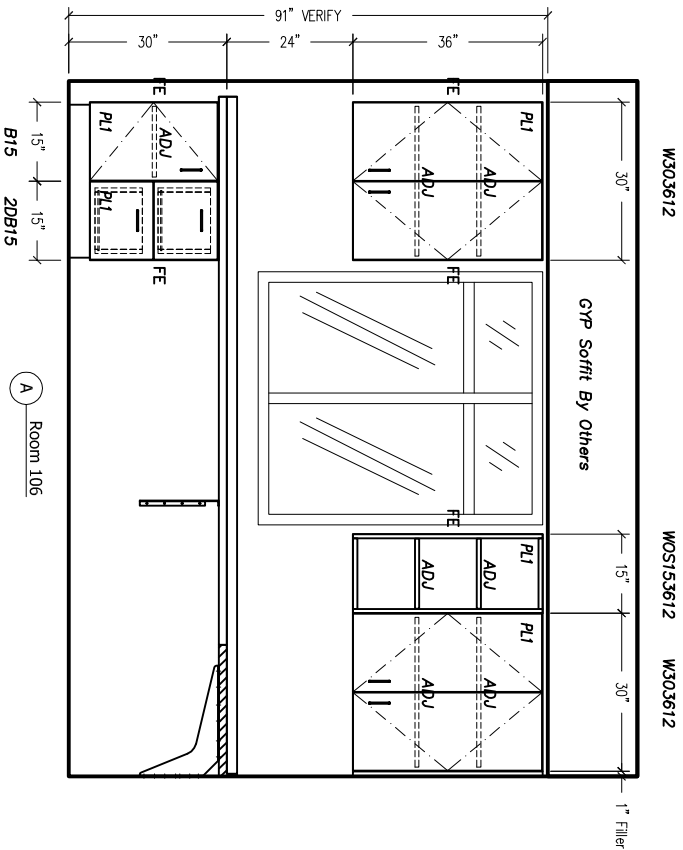 W303612
WOS153612
W303612
30"
15"
30"
1" Filler
GYP Soffit By Others
91" VERIFY
36"
24"
30"
PL1
PL1
PL1
ADJ
ADJ
ADJ
FE
FE
FE
ADJ
ADJ
ADJ
FE
ADJ
FE
PL1
PL1
15"
15"
B15
2DB15
A
Room 106